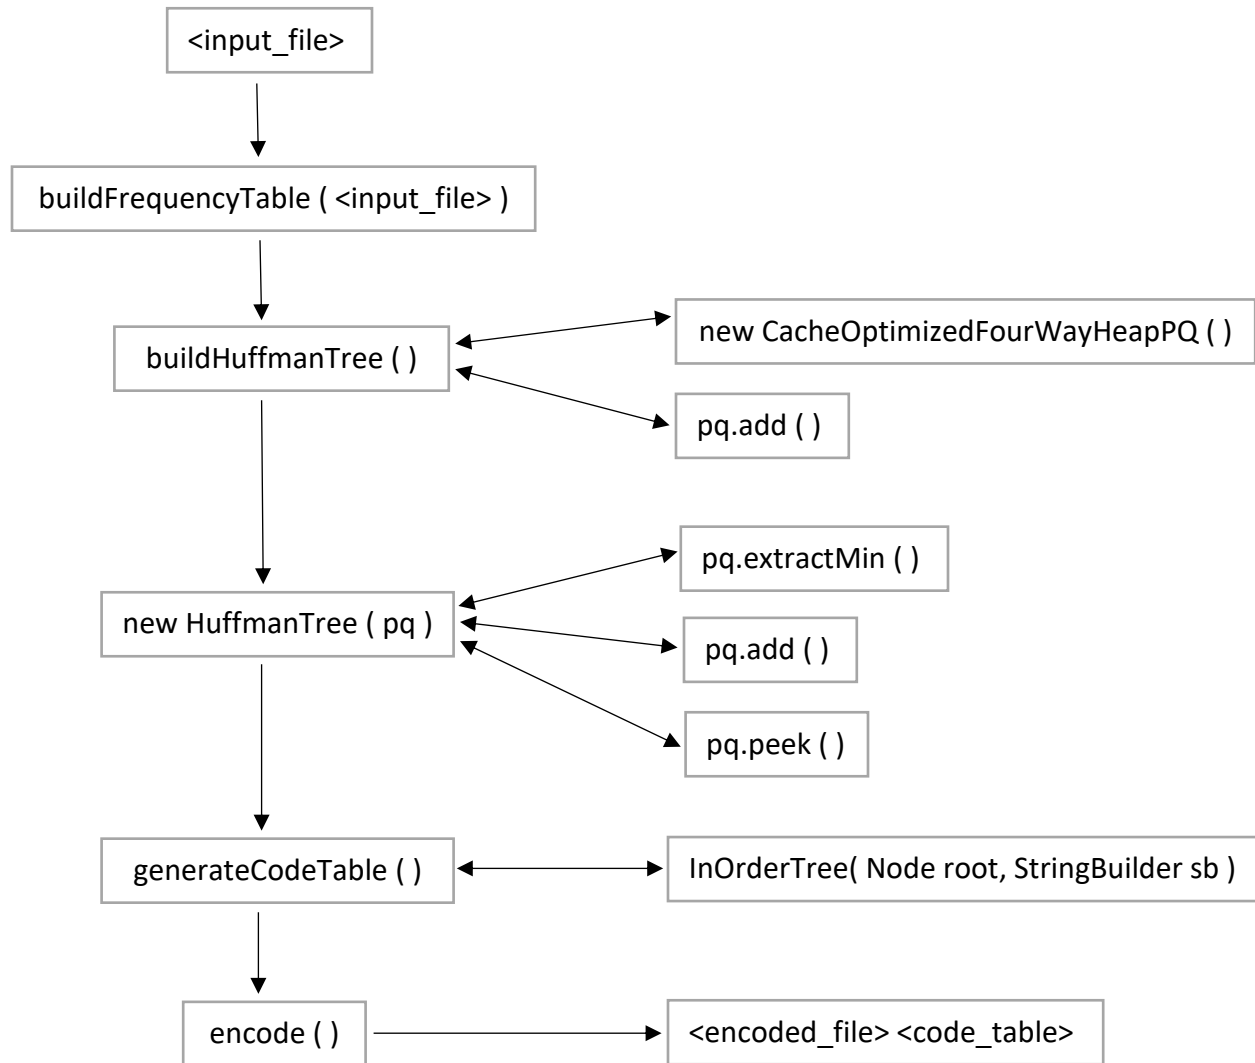 <input_file>
buildFrequencyTable ( <input_file> )
buildHuffmanTree ( )
new CacheOptimizedFourWayHeapPQ ( )
pq.add ( )
new HuffmanTree ( pq )
pq.extractMin ( )
pq.add ( )
pq.peek ( )
generateCodeTable ( )
InOrderTree( Node root, StringBuilder sb )
encode ( )
<encoded_file> <code_table>